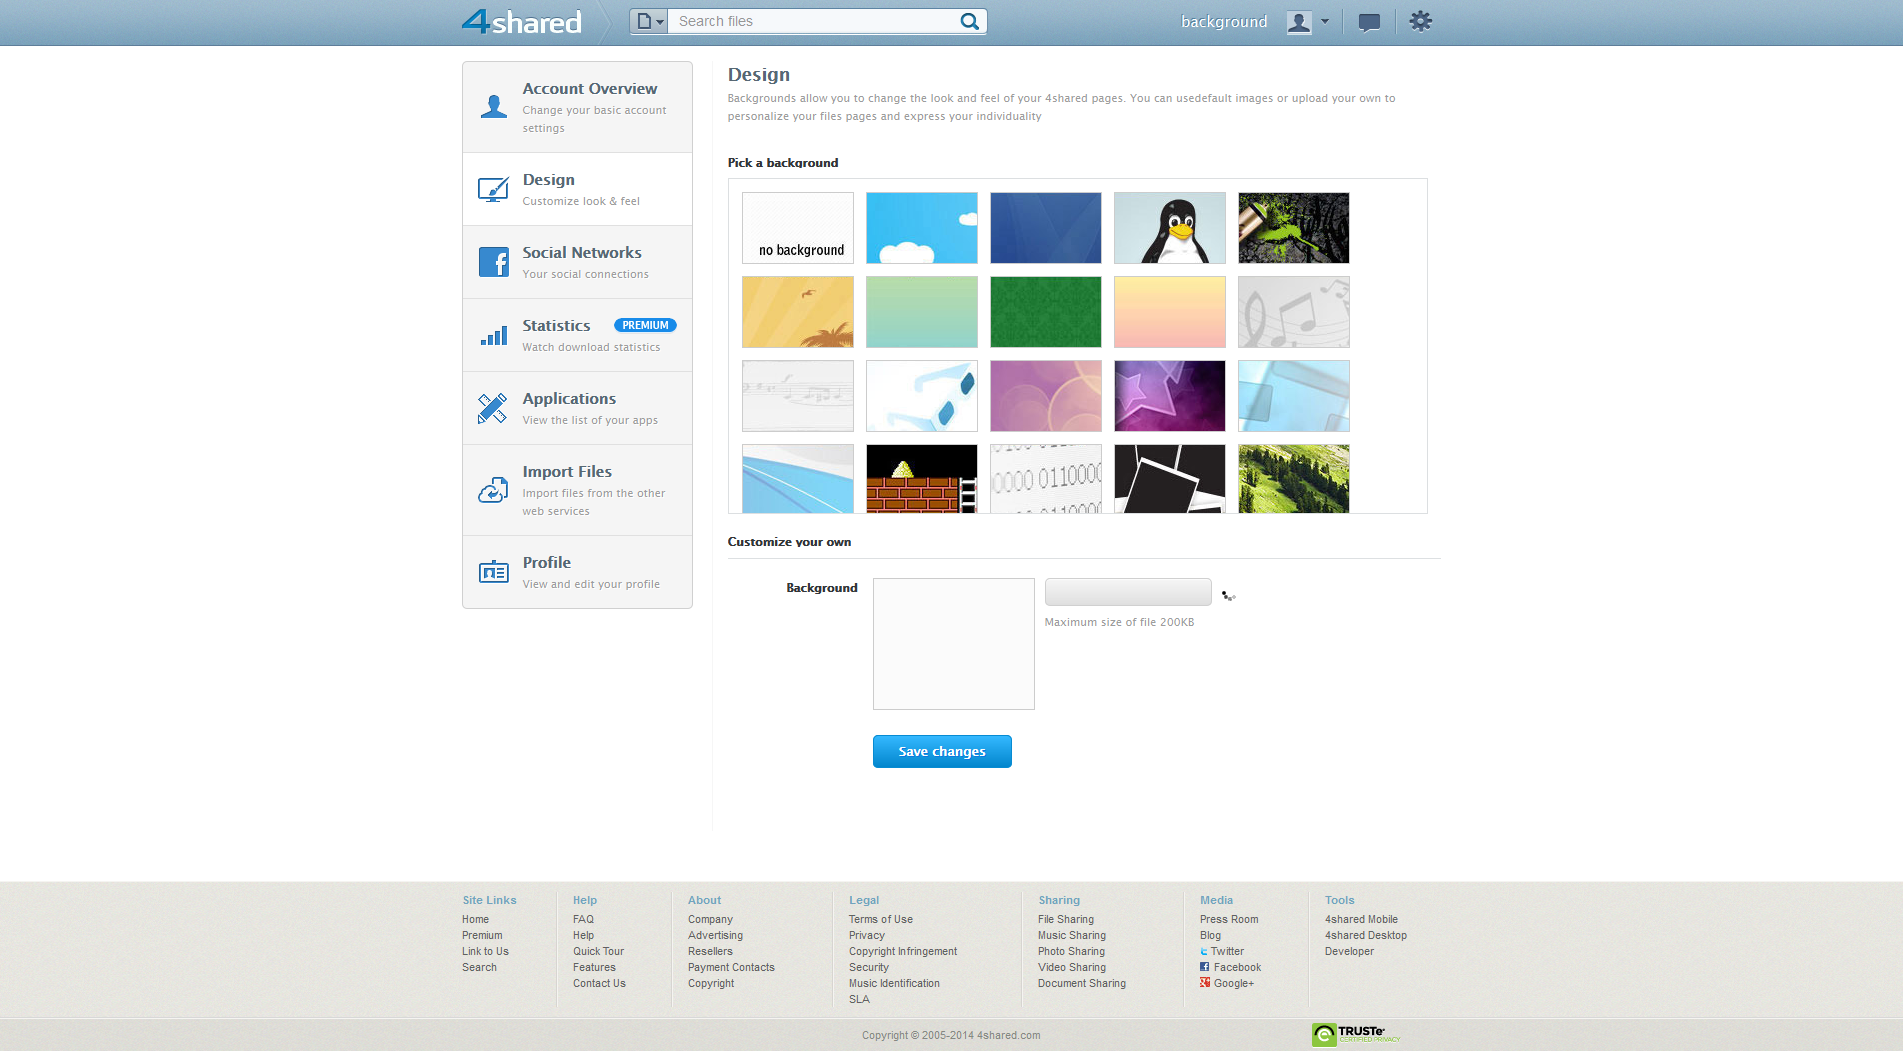 4shared
Search files
background
Account Overview
Change your basic account
settings
Design
Customize look & feel
Social Networks
Your social connections
Statistics PREMIUM
Watch download statistics
Applications
View the list of your apps
Import Files
Import files from the other
web services
Profile
View and edit your profile
Design
Backgrounds allow you to change the look and feel of your 4shared pages. You can usedefault images or upload your own to
personalize your files pages and express your individuality
Pick a background
no background
0000 0110000
Customize your own
Background
Maximum size of file 200KB
Save changes
Site Links
Home
Premium
Link to Us
Search
Help
FAQ
Help
Quick Tour
Features
Contact Us
About
Company
Advertising
Resellers
Payment Contacts
Copyright
Legal
Terms of Use
Privacy
Copyright Infringement
Security
Music Identification
SLA
Sharing
File Sharing
Music Sharing
Photo Sharing
Video Sharing
Document Sharing
Media
Press Room
Blog
Twitter
Facebook
Google+
Tools
4shared Mobile
4shared Desktop
Developer
Copyright © 2005-2014 4shared.com
TRUSTe
CERTIFIED PRIVACY